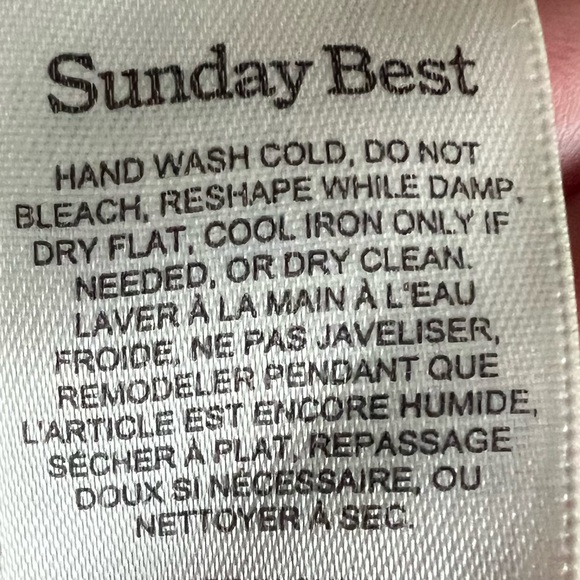 Sunday Best
HAND WASH COLD, DO NOT
BLEACH, RESHAPE WHILE DAMP,
DRY FLAT, COOL IRON ONLY IF
NEEDED, OR DRY CLEAN.
LAVER À LA MAIN À L'EAU
FROIDE, NE PAS JAVELISER,
REMODELER PENDANT QUE
L'ARTICLE EST ENCORE HUMIDE,
SÉCHER À PLAT, REPASSAGE
DOUX SI NÉCESSAIRE, OU
NETTOYER À SEC.